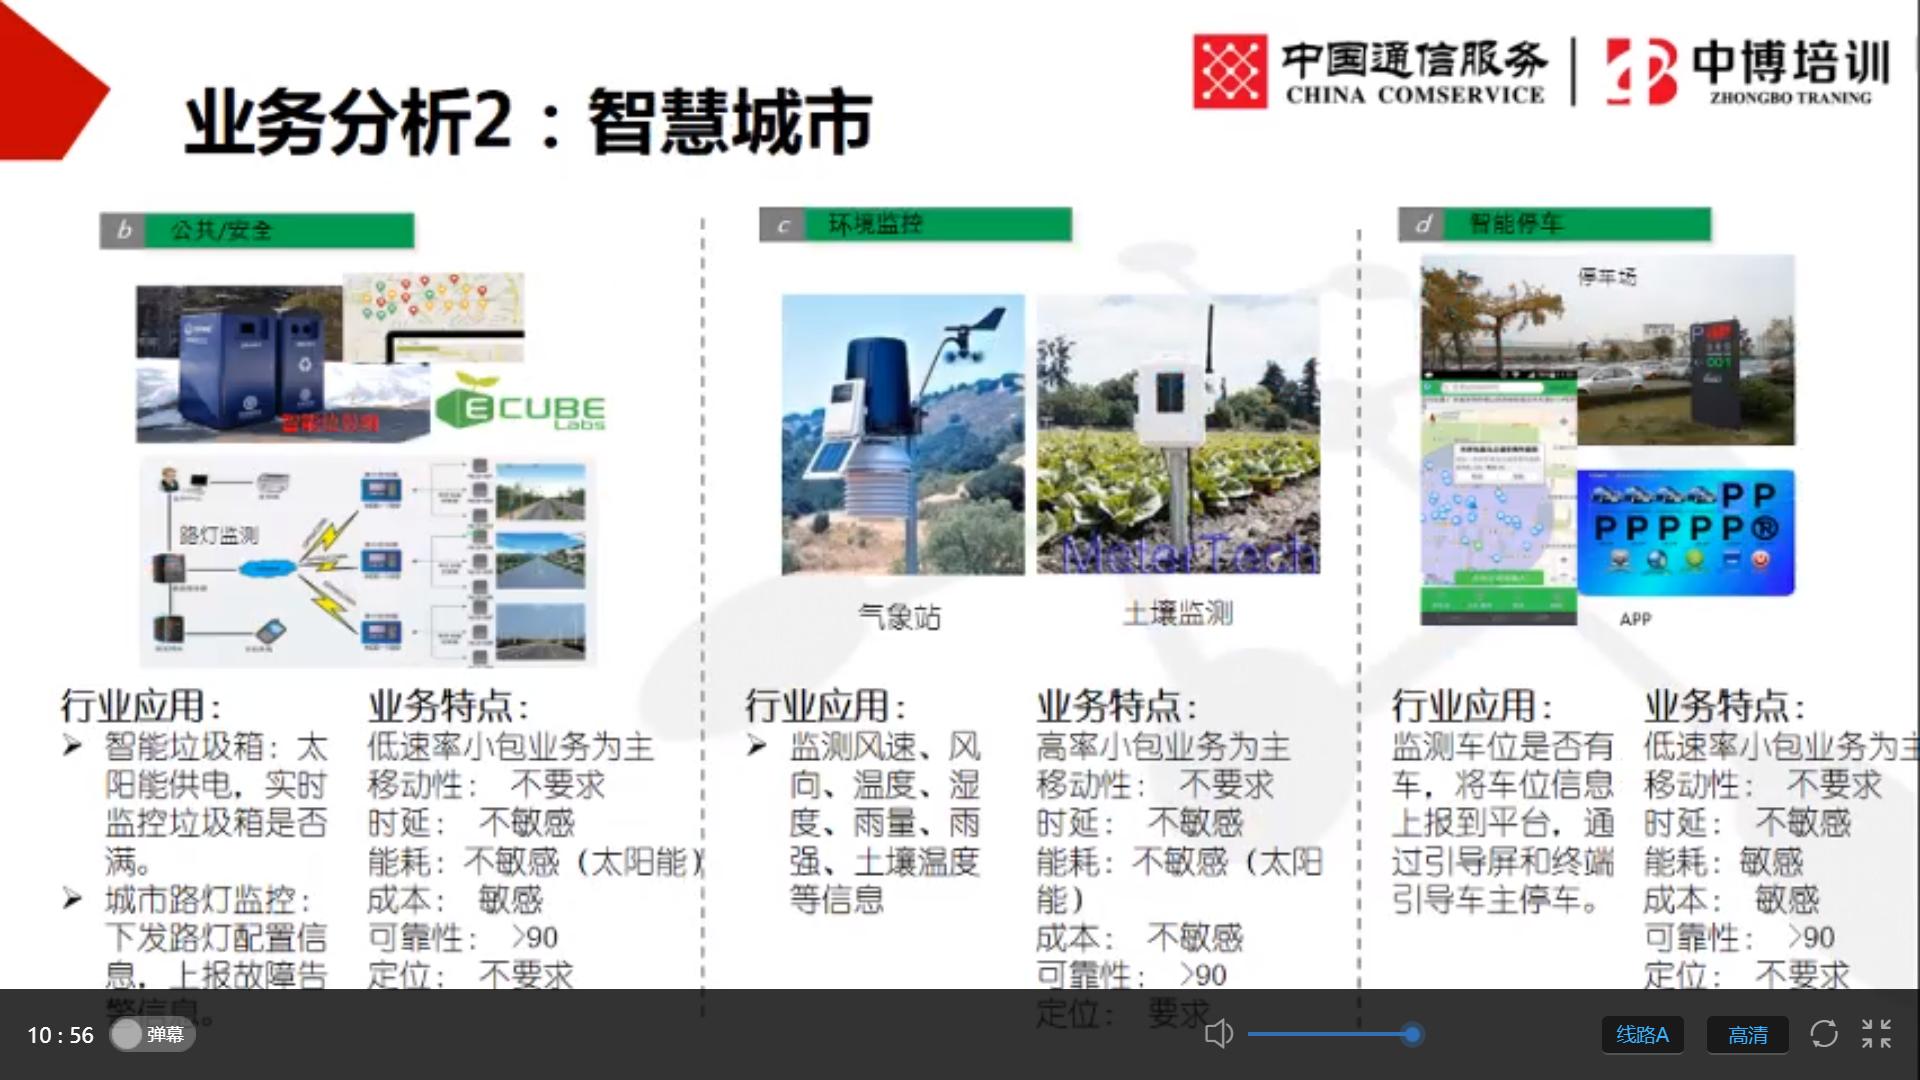 业务分析2：智慧城市
中国通信服务
CHINA COMSERVICE
中博培训
ZHONGBO TRANING
b 公共/安全
智能垃圾桶
ECUBE
Labs
路灯监测
行业应用：
➢ 智能垃圾箱：太
阳能供电，实时
监控垃圾箱是否
满。
➢ 城市路灯监控：
下发路灯配置信
息，上报故障告
警信息。
业务特点：
低速率小包业务为主
移动性： 不要求
时延： 不敏感
能耗：不敏感（太阳能）
成本： 敏感
可靠性： >90
定位： 不要求
c 环境监控
MeterTech
气象站
土壤监测
行业应用：
➢ 监测风速、风
向、温度、湿
度、雨量、雨
强、土壤温度
等信息
业务特点：
高率小包业务为主
移动性： 不要求
时延： 不敏感
能耗：不敏感（太阳
能）
成本： 不敏感
可靠性： >90
定位： 要求
d 智能停车
停车场
P P
P P P P P ®
APP
行业应用：
监测车位是否有
车，将车位信息
上报到平台，通
过引导屏和终端
引导车主停车。
业务特点：
低速率小包业务为主
移动性： 不要求
时延： 不敏感
能耗：敏感
成本： 敏感
可靠性： >90
定位： 不要求
10 : 56
弹幕
线路A
高清